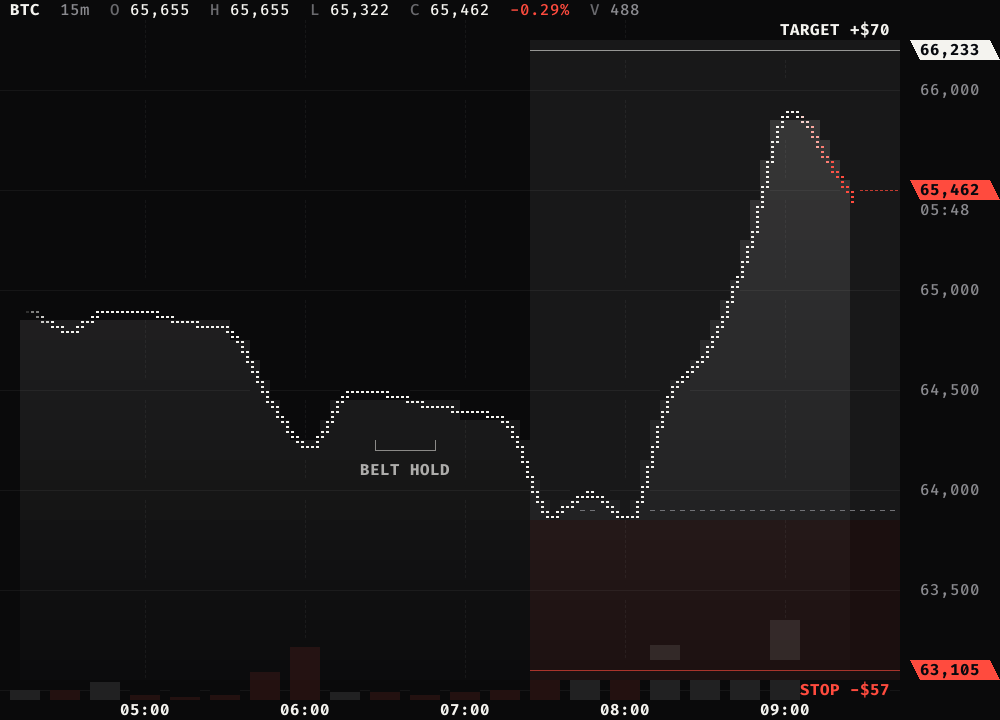 BTC 15m O 65,655 H 65,655 L 65,322 C 65,462 -0.29% V 488
TARGET +$70
66,233
66,000
65,462
05:48
65,000
64,500
BELT HOLD
64,000
63,500
63,105
STOP -$57
05:00 06:00 07:00 08:00 09:00